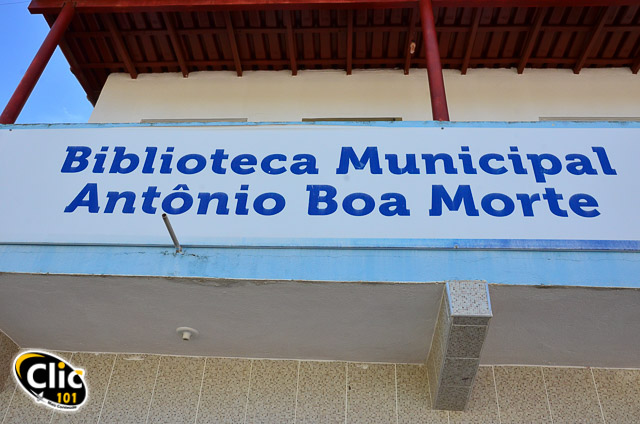 Biblioteca Municipal
Antônio Boa Morte
Clic
101